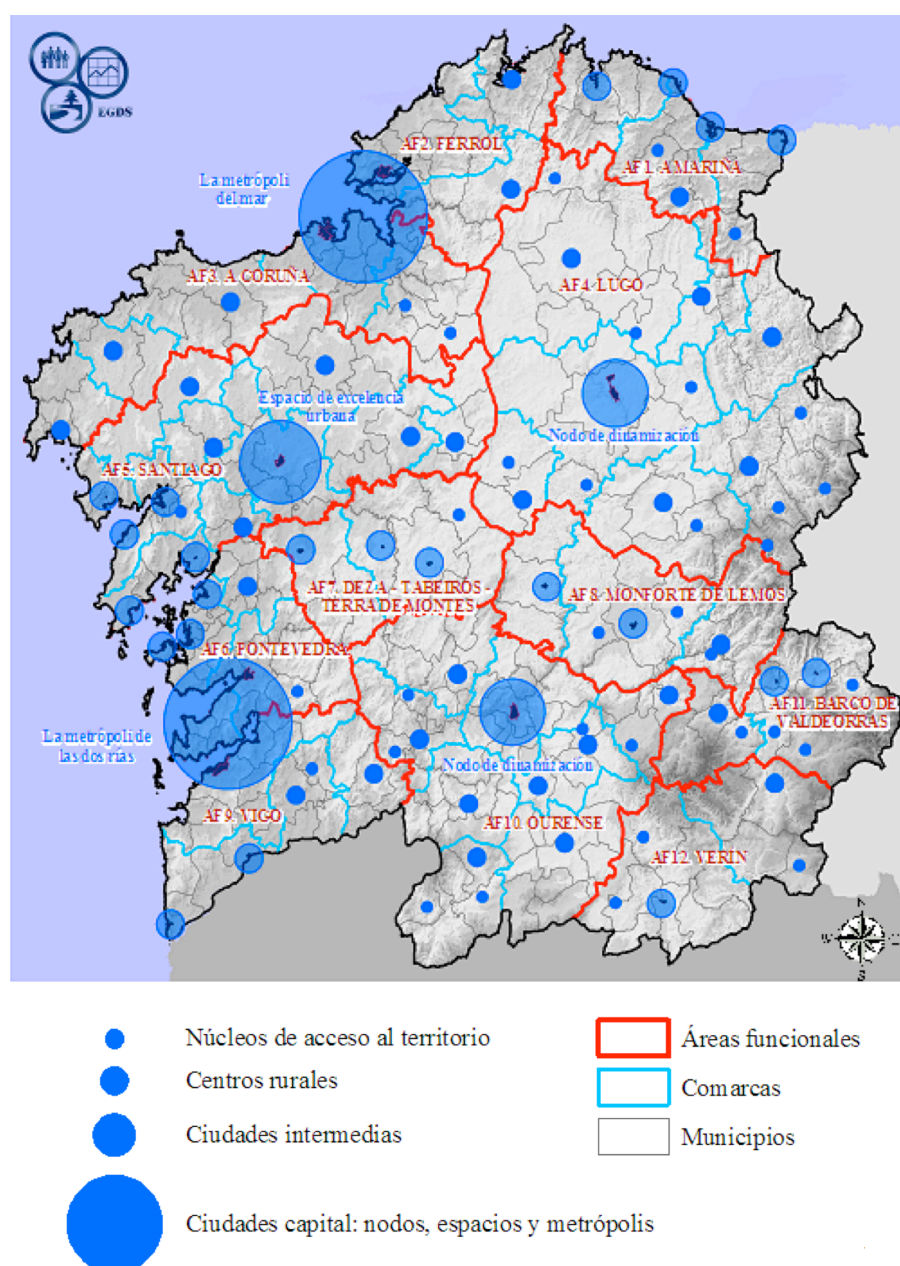 EGDS
AF2. FERROL
AF1. A MARIÑA
La metrópoli
del mar
AF3. A CORUÑA
AF4. LUGO
Espacio de excelencia
urbana
Nodo de dinamización
AF5. SANTIAGO
AF7. DEZA - TABEIRÓS -
TERRA DE MONTES
AF8. MONFORTE DE LEMOS
AF6. PONTEVEDRA
AF11. BARCO DE
VALDEORRAS
La metrópoli de
las dos rías
Nodo de dinamización
AF9. VIGO
AF10. OURENSE
AF12. VERÍN
N
W
S
Núcleos de acceso al territorio
Centros rurales
Ciudades intermedias
Ciudades capital: nodos, espacios y metrópolis
Áreas funcionales
Comarcas
Municipios